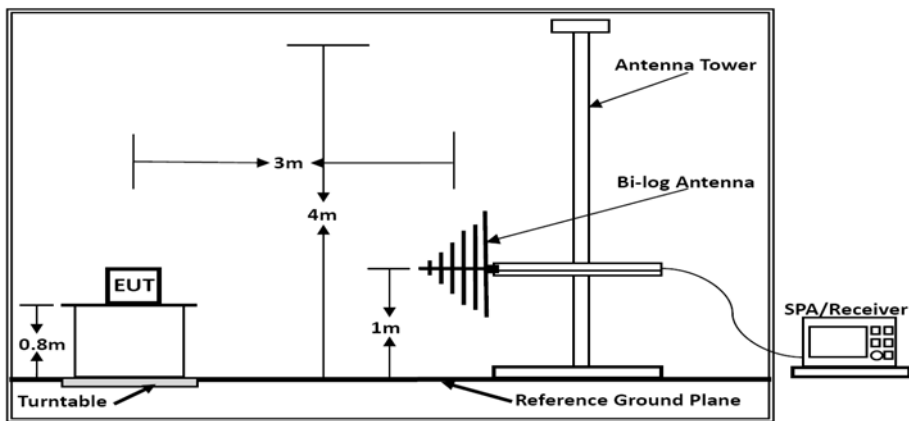 Antenna Tower
3m
Bi-log Antenna
4m
EUT
SPA/Receiver
1m
0.8m
Turntable
Reference Ground Plane